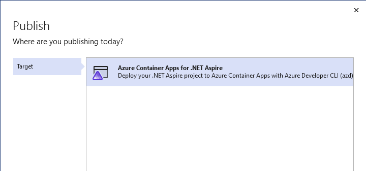 Publish
Where are you publishing today?
Target
Azure Container Apps for .NET Aspire
Deploy your .NET Aspire project to Azure Container Apps with Azure Developer CLI (azd)